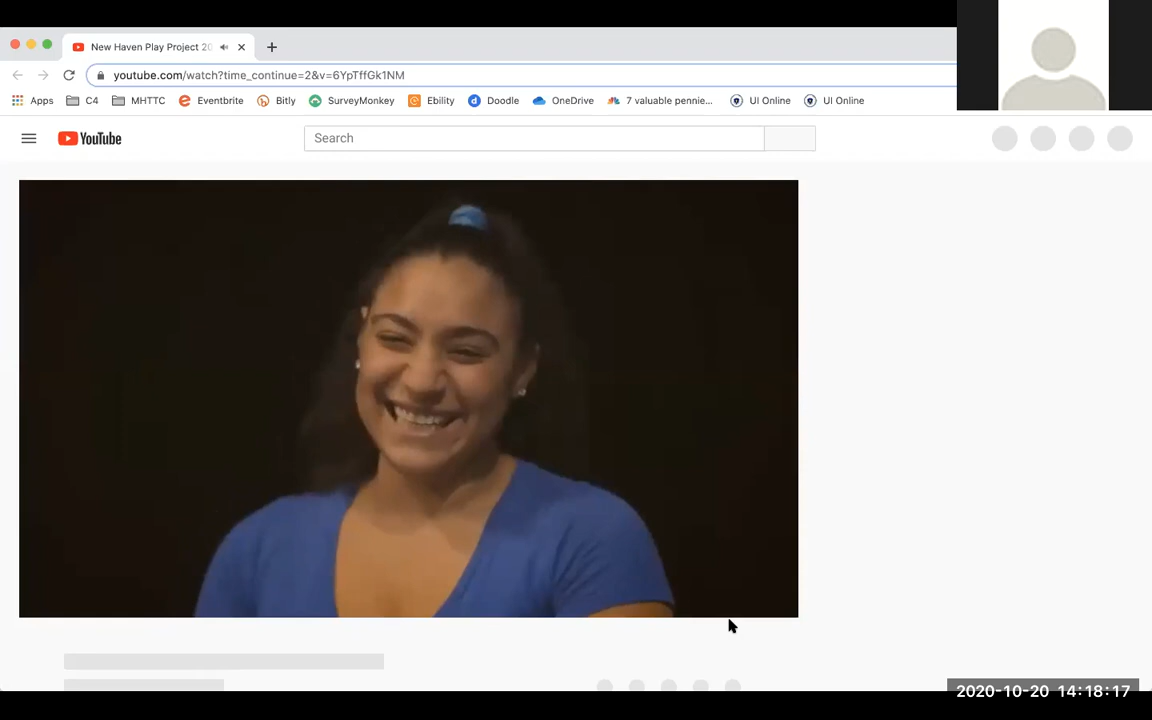 New Haven Play Project 20
youtube.com/watch?time_continue=2&v=6YpTffGk1NM
Apps C4 MHTTC Eventbrite Bitly SurveyMonkey Ebility Doodle OneDrive 7 valuable pennie... UI Online UI Online
YouTube
Search
2020-10-20 14:18:17